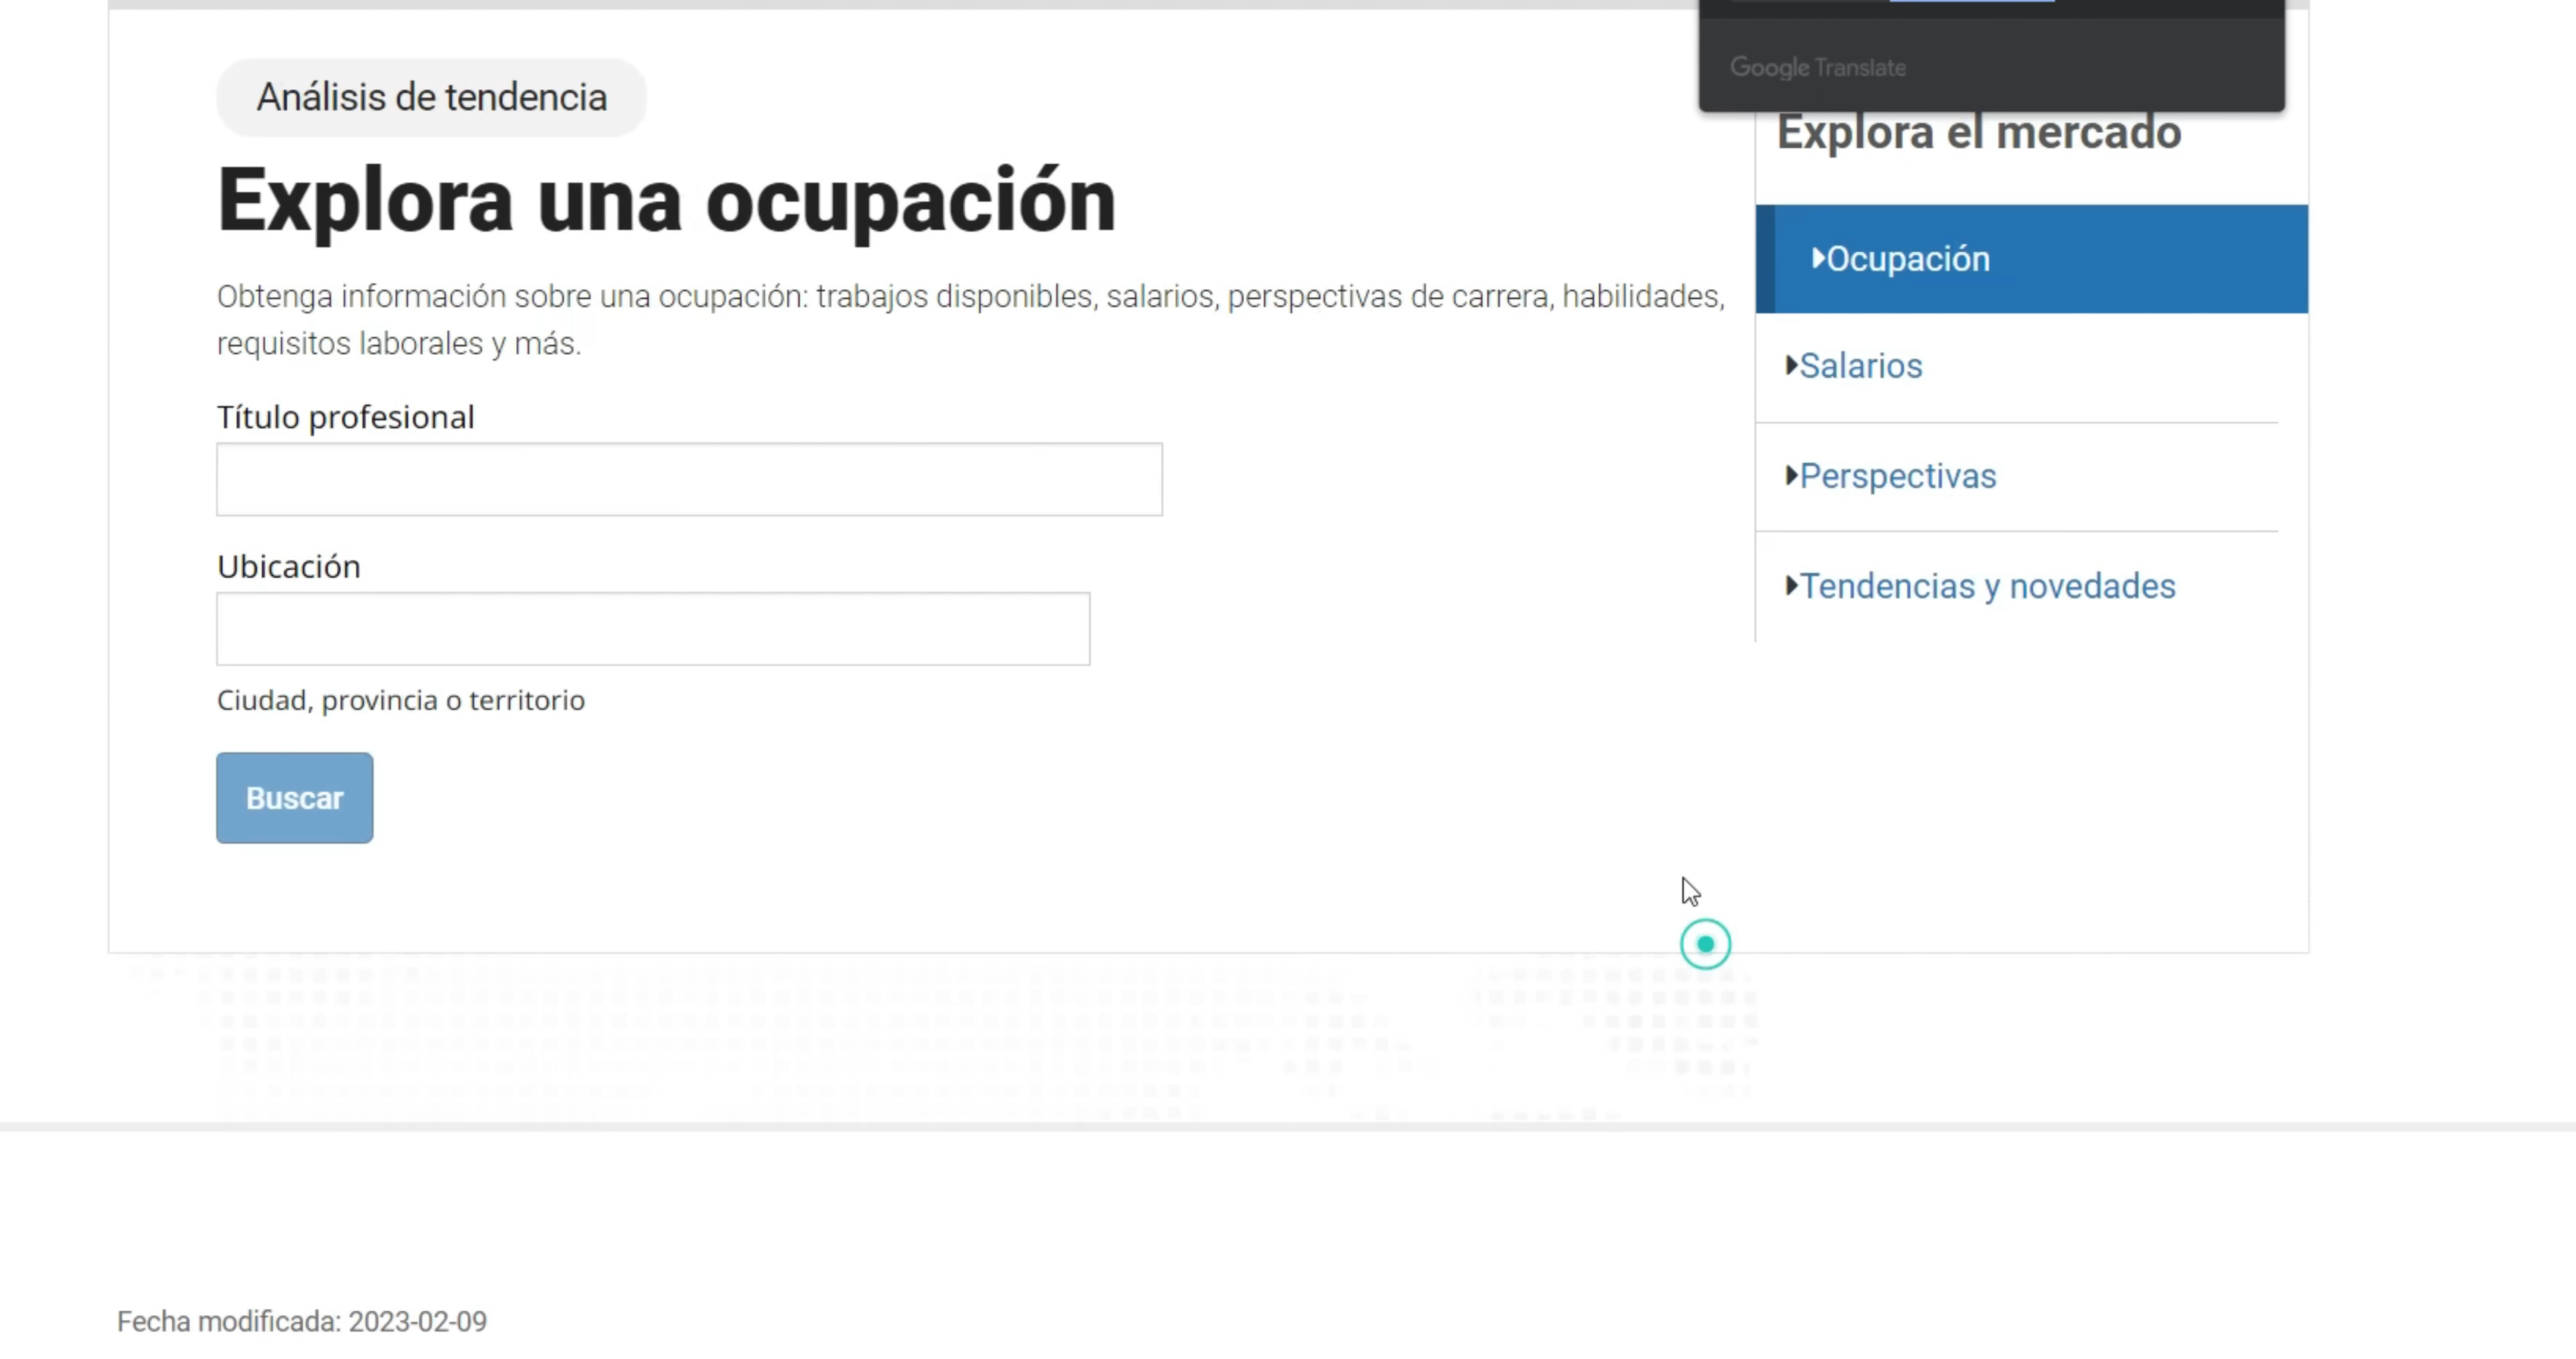 Google Translate
Análisis de tendencia
Explora una ocupación
Obtenga información sobre una ocupación: trabajos disponibles, salarios, perspectivas de carrera, habilidades,
requisitos laborales y más.
Título profesional
Ubicación
Ciudad, provincia o territorio
Buscar
Explora el mercado
Ocupación
Salarios
Perspectivas
Tendencias y novedades
Fecha modificada: 2023-02-09